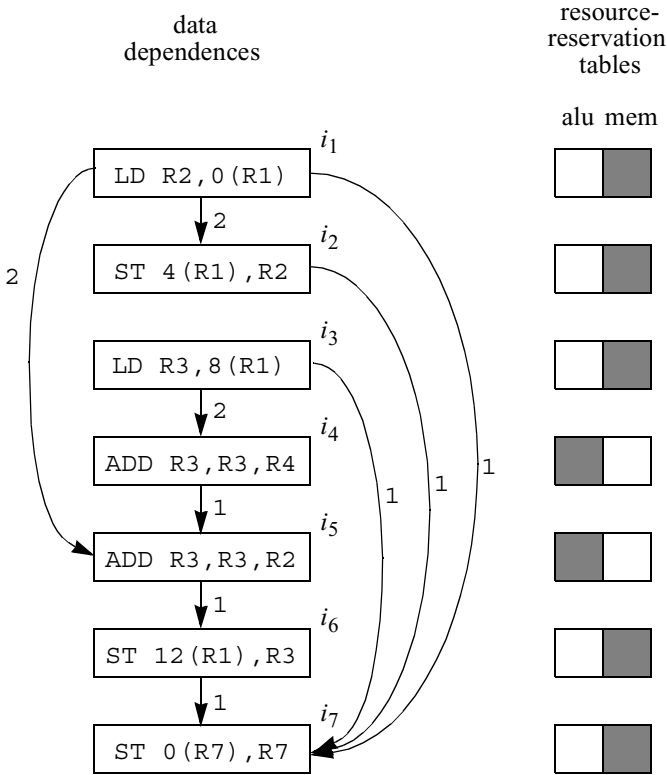 data
dependences
resource-
reservation
tables
alu mem
i1
LD R2,0(R1)
2
i2
ST 4(R1),R2
2
i3
LD R3,8(R1)
2
i4
ADD R3,R3,R4
1
1
1
1
i5
ADD R3,R3,R2
1
i6
ST 12(R1),R3
1
i7
ST 0(R7),R7